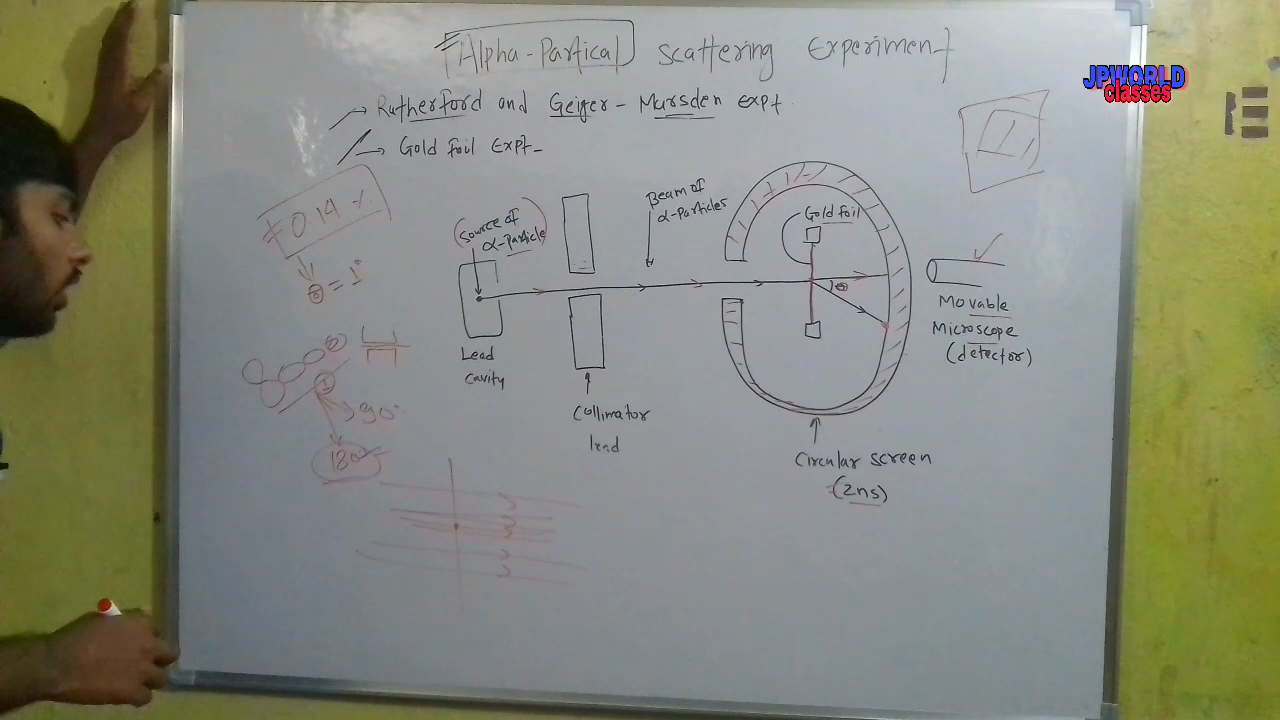 Alpha-Partical scattering Experiment
JPWORLD
classes
→ Rutherford and Geiger - Marsden expt.
→ Gold foil Expt-
0.14 %
θ = 1°
Source of
α-Particle
Beam of
α-Particles
Gold foil
θ
Movable
Microscope
(detector)
Lead
cavity
90°
180°
Collimator
lead
Circular screen
(zns)